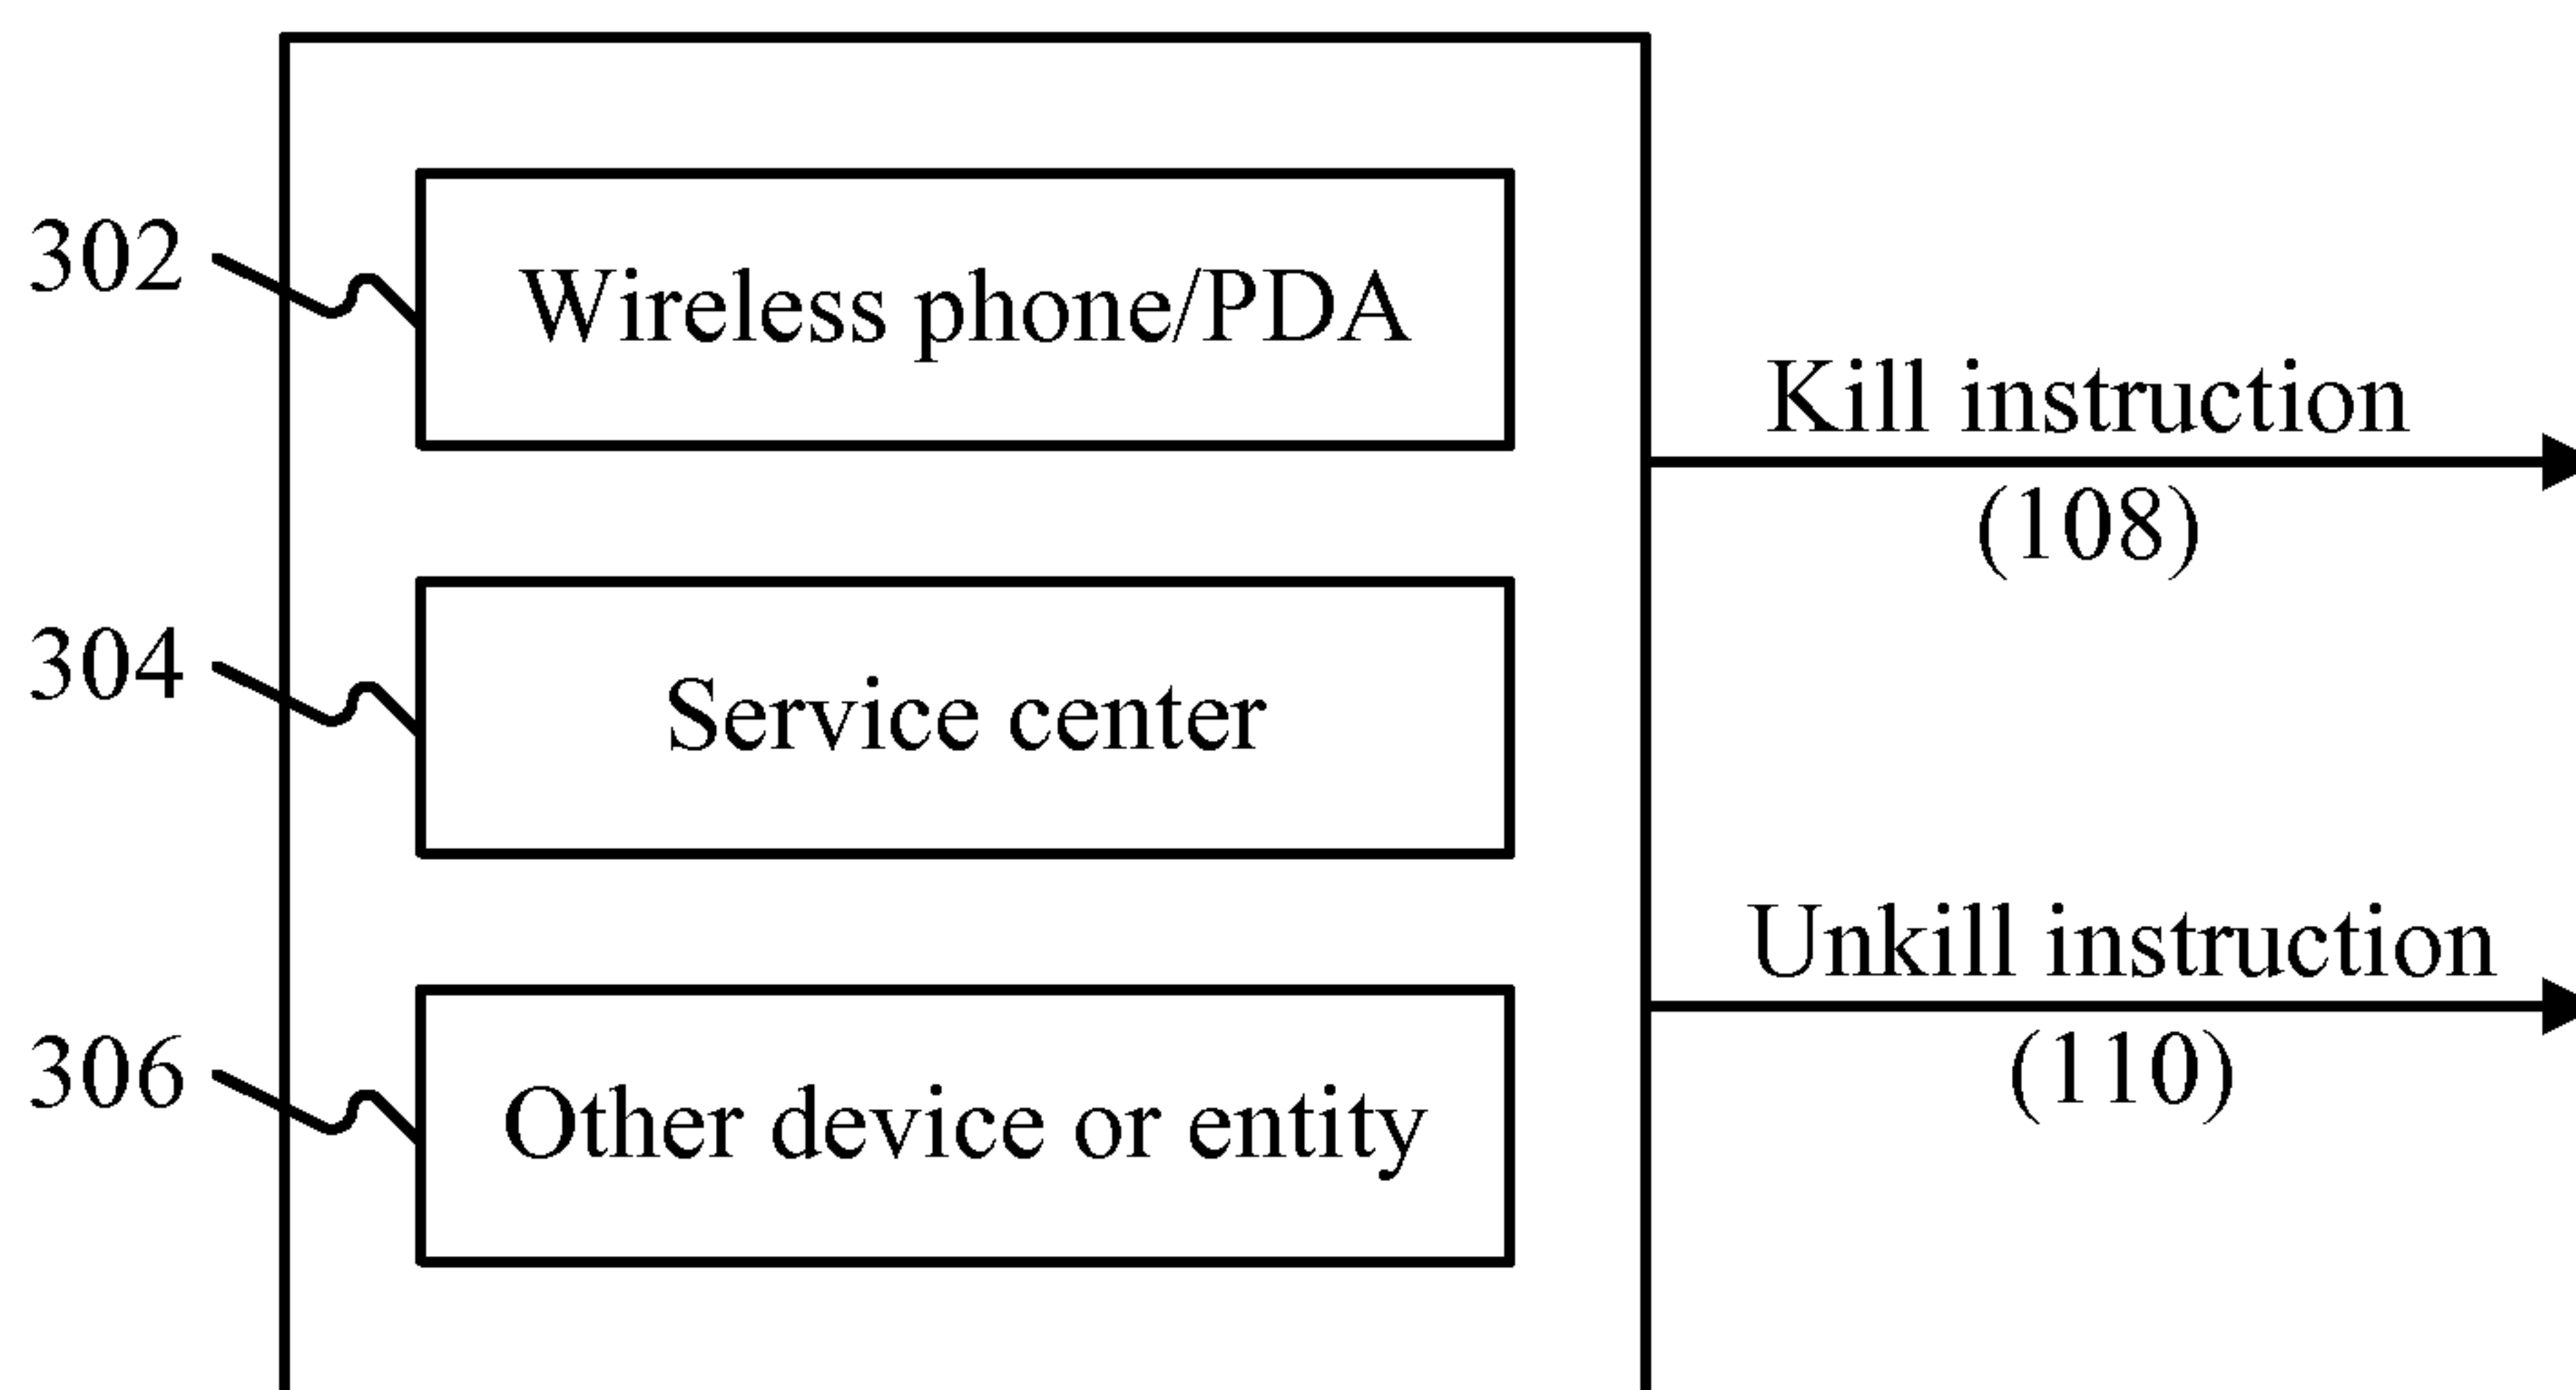 302
Wireless phone/PDA
Kill instruction
(108)
304
Service center
Unkill instruction
(110)
306
Other device or entity